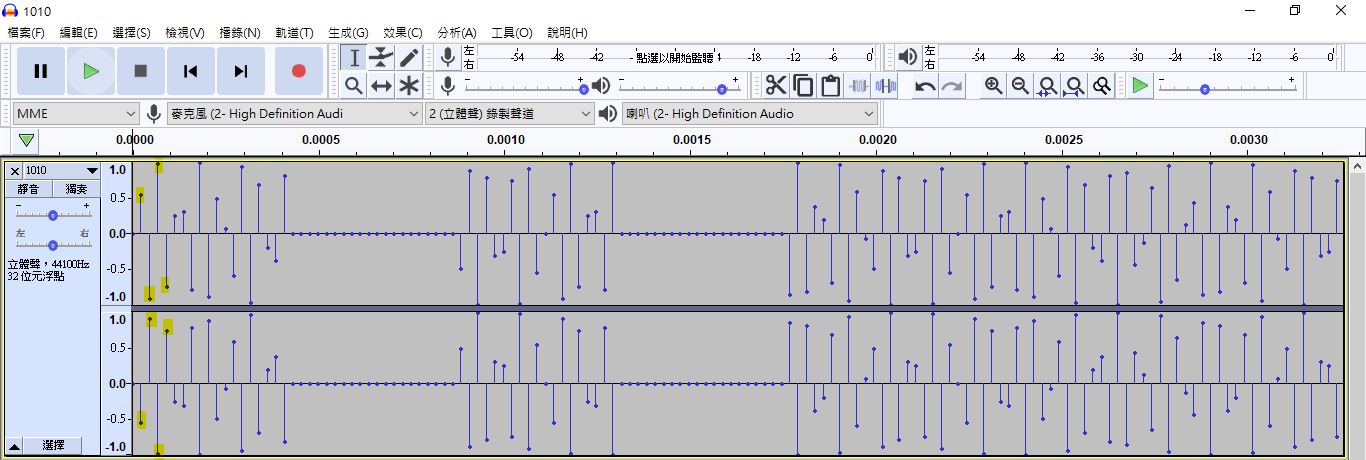 1010
檔案(F) 編輯(E) 選擇(S) 檢視(V) 播錄(N) 軌道(T) 生成(G) 效果(C) 分析(A) 工具(O) 說明(H)
左 右 -54 -48 -42 - 點選以開始監聽 1 -18 -12 -6 0 左 右 -54 -48 -42 -36 -30 -24 -18 -12 -6 0
- + - + - +
MME 麥克風 (2- High Definition Audi 2 (立體聲) 錄製聲道 喇叭 (2- High Definition Audio
0.0000 0.0005 0.0010 0.0015 0.0020 0.0025 0.0030
1010
靜音 獨奏
- +
左 右
立體聲，44100Hz
32 位元浮點
選擇
1.0
0.5
0.0
-0.5
-1.0
1.0
0.5
0.0
-0.5
-1.0